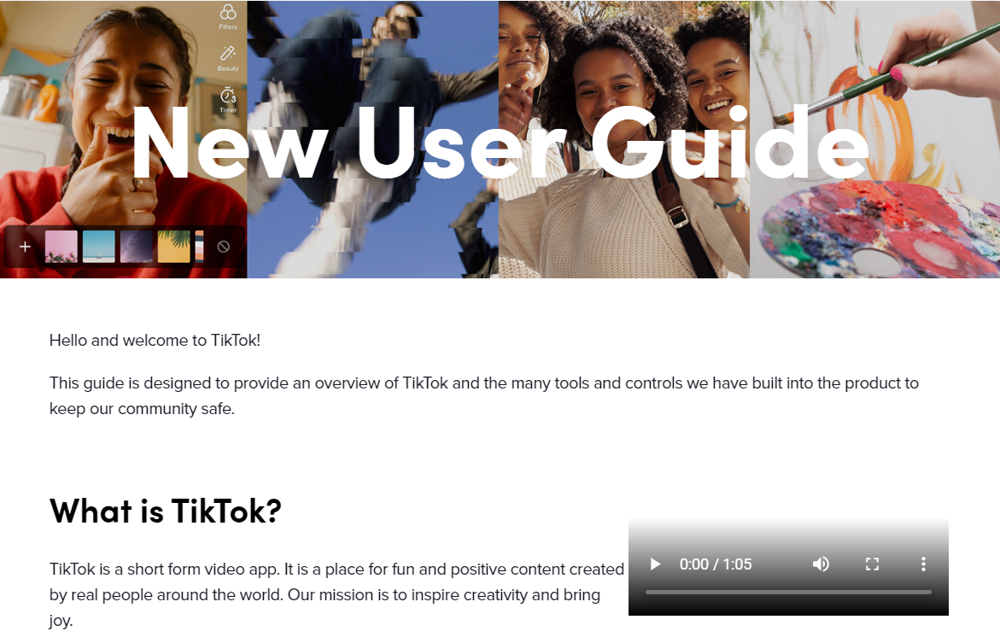 Filters
Beauty
3
Timer
New User Guide
Hello and welcome to TikTok!
This guide is designed to provide an overview of TikTok and the many tools and controls we have built into the product to
keep our community safe.
What is TikTok?
TikTok is a short form video app. It is a place for fun and positive content created
by real people around the world. Our mission is to inspire creativity and bring
joy.
0:00 / 1:05